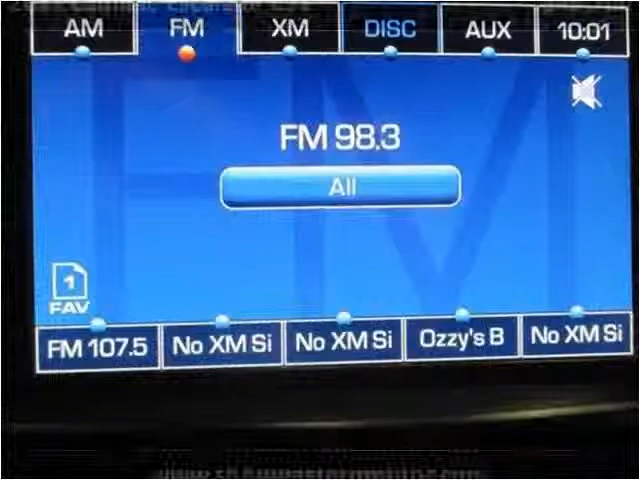 AM FM XM DISC AUX 10:01
FM 98.3
All
1
FAV
FM 107.5 No XM Si No XM Si Ozzy's B No XM Si